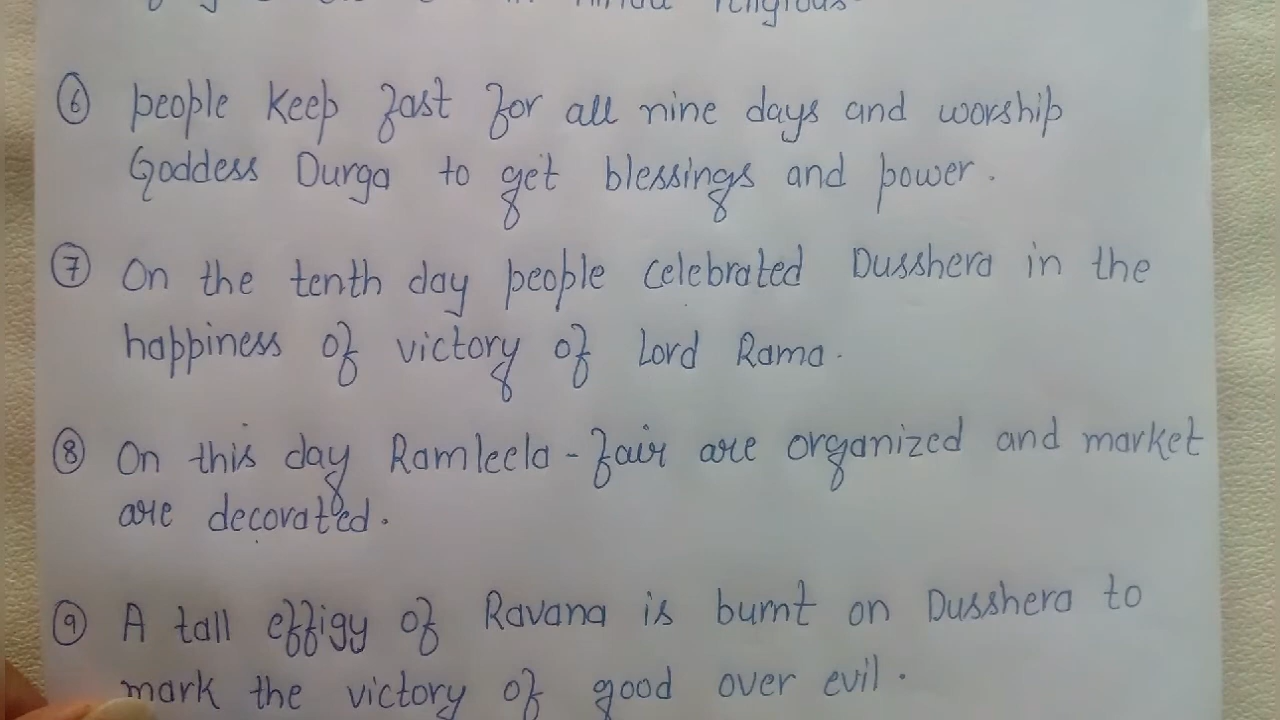 in Hindu religious
⑥ people keep fast for all nine days and worship
Goddess Durga to get blessings and power.
⑦ On the tenth day people celebrated Dusshera in the
happiness of victory of Lord Rama.
⑧ On this day Ramleela - fair are organized and market
are decorated.
⑨ A tall effigy of Ravana is burnt on Dusshera to
mark the victory of good over evil.